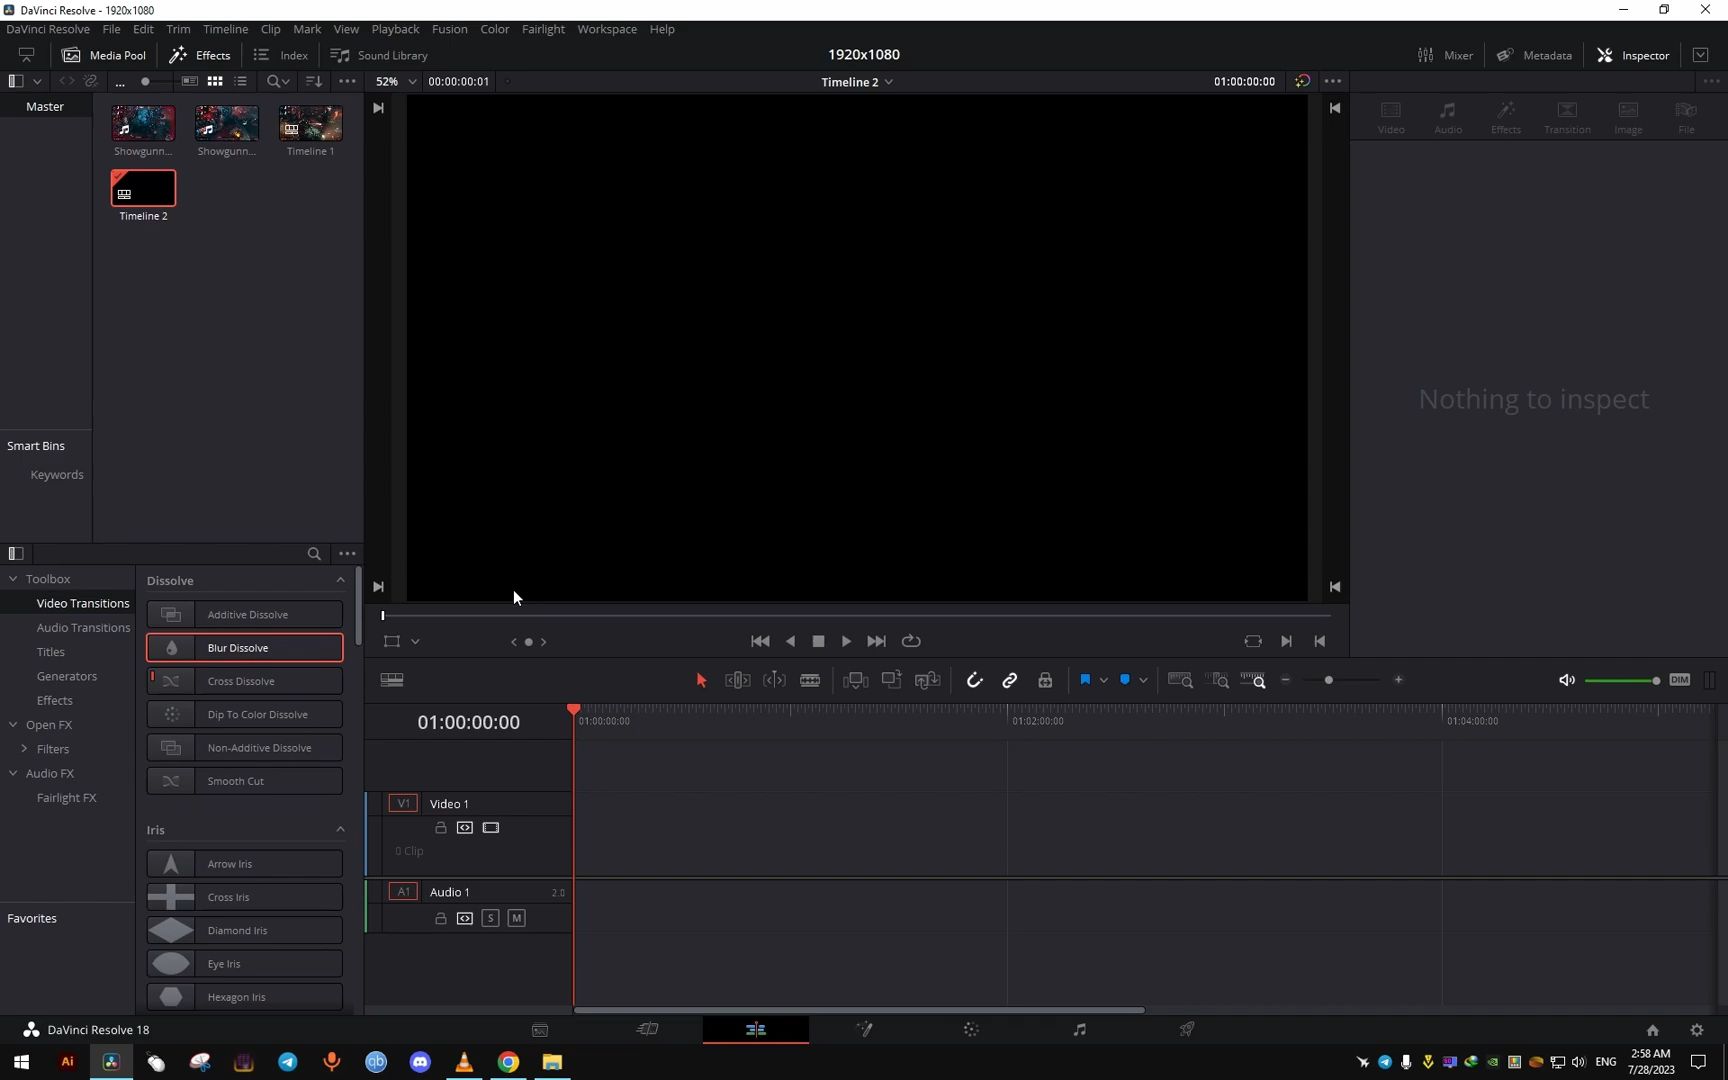 DaVinci Resolve - 1920x1080
DaVinci Resolve File Edit Trim Timeline Clip Mark View Playback Fusion Color Fairlight Workspace Help
Media Pool Effects Index Sound Library 1920x1080 Mixer Metadata Inspector
... 52% 00:00:00:01 Timeline 2 01:00:00:00
Master
Showgunn... Showgunn... Timeline 1
Timeline 2
Video Audio Effects Transition Image File
Nothing to inspect
Smart Bins
Keywords
Toolbox
Video Transitions
Audio Transitions
Titles
Generators
Effects
Open FX
Filters
Audio FX
Fairlight FX
Favorites
Dissolve
Additive Dissolve
Blur Dissolve
Cross Dissolve
Dip To Color Dissolve
Non-Additive Dissolve
Smooth Cut
Iris
Arrow Iris
Cross Iris
Diamond Iris
Eye Iris
Hexagon Iris
DIM
01:00:00:00 01:00:00:00 01:02:00:00 01:04:00:00
V1 Video 1
0 Clip
A1 Audio 1 2.0
S M
DaVinci Resolve 18
Ai qb ENG 2:58 AM
7/28/2023